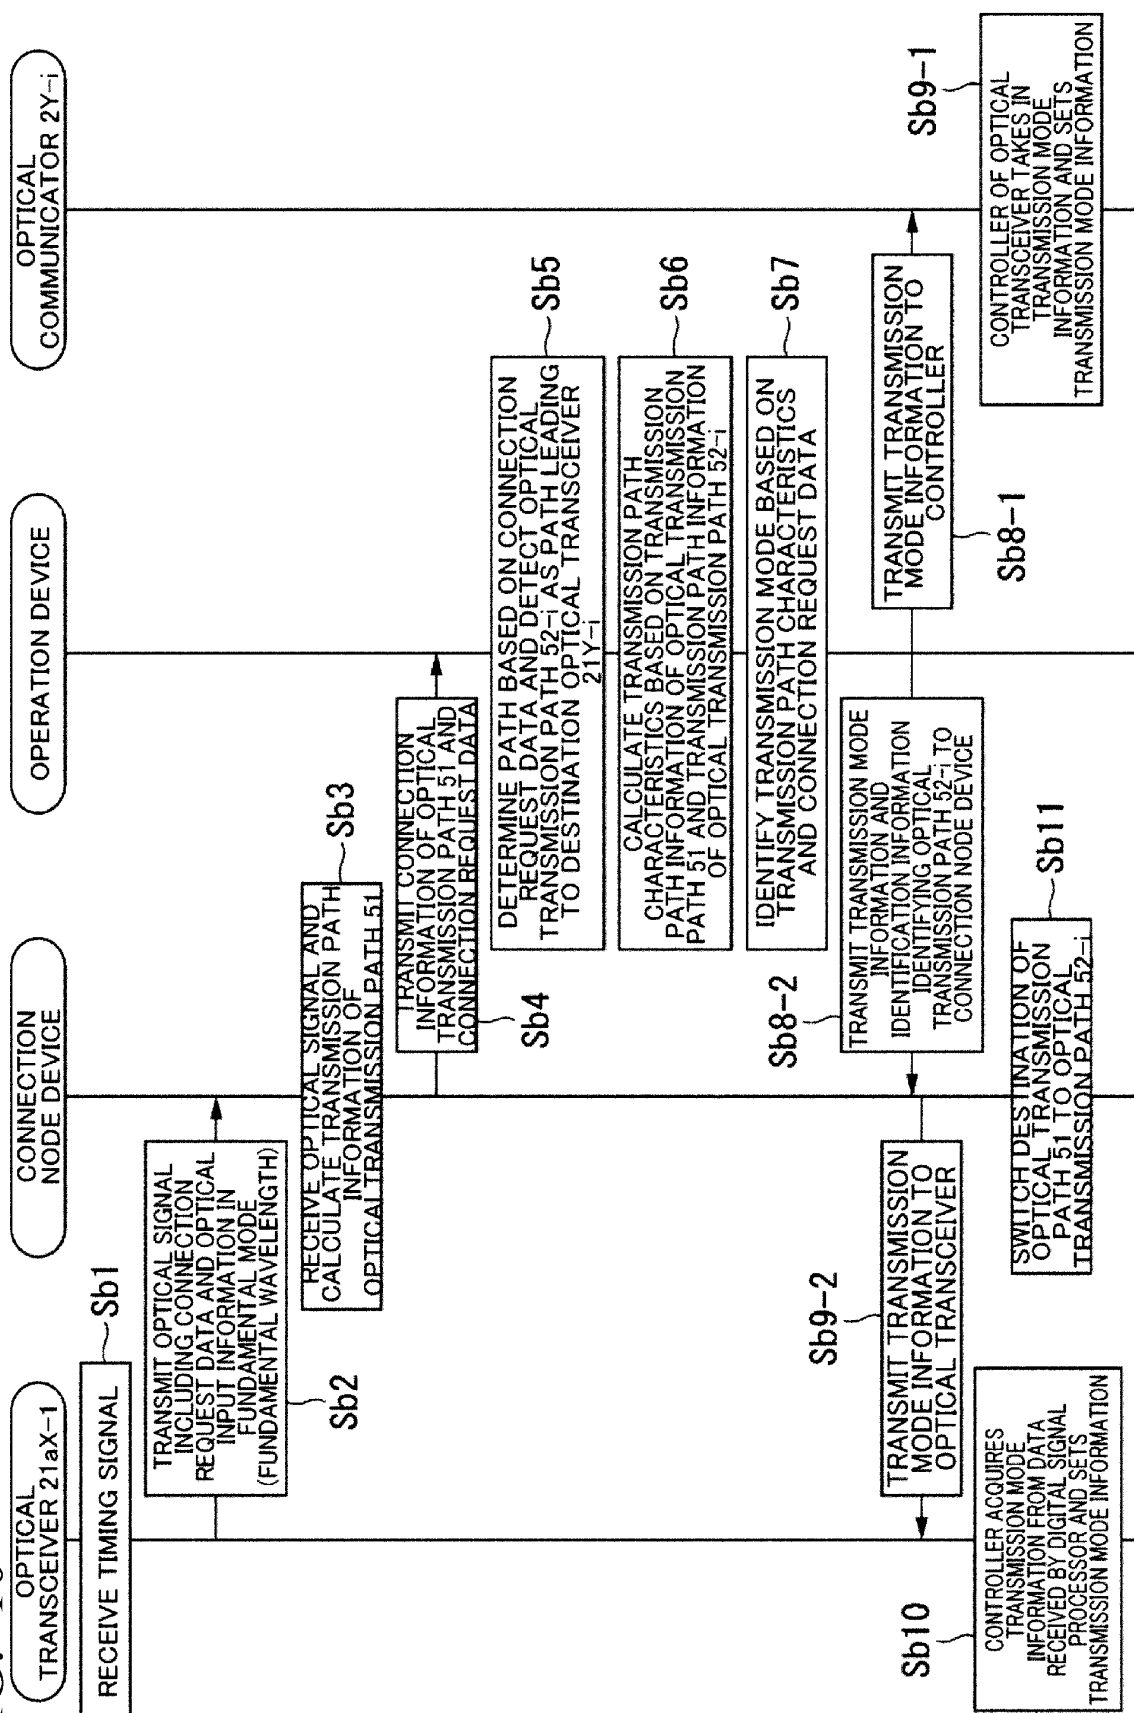 OPTICAL
TRANSCEIVER 21aX-1
CONNECTION
NODE DEVICE
OPERATION DEVICE
OPTICAL
COMMUNICATOR 2Y-i
RECEIVE TIMING SIGNAL
Sb1
TRANSMIT OPTICAL SIGNAL
INCLUDING CONNECTION
REQUEST DATA AND OPTICAL
INPUT INFORMATION IN
FUNDAMENTAL MODE
(FUNDAMENTAL WAVELENGTH)
Sb2
RECEIVE OPTICAL SIGNAL AND
CALCULATE TRANSMISSION PATH
INFORMATION OF
OPTICAL TRANSMISSION PATH 51
Sb3
TRANSMIT CONNECTION
INFORMATION OF OPTICAL
TRANSMISSION PATH 51 AND
CONNECTION REQUEST DATA
Sb4
DETERMINE PATH BASED ON CONNECTION
REQUEST DATA AND DETECT OPTICAL
TRANSMISSION PATH 52-i AS PATH LEADING
TO DESTINATION OPTICAL TRANSCEIVER
21Y-i
Sb5
CALCULATE TRANSMISSION PATH
CHARACTERISTICS BASED ON TRANSMISSION
PATH INFORMATION OF OPTICAL TRANSMISSION
PATH 51 AND TRANSMISSION PATH INFORMATION
OF OPTICAL TRANSMISSION PATH 52-i
Sb6
IDENTIFY TRANSMISSION MODE BASED ON
TRANSMISSION PATH CHARACTERISTICS
AND CONNECTION REQUEST DATA
Sb7
TRANSMIT TRANSMISSION
MODE INFORMATION TO
CONTROLLER
Sb8-1
TRANSMIT TRANSMISSION MODE
INFORMATION AND
IDENTIFICATION INFORMATION
IDENTIFYING OPTICAL
TRANSMISSION PATH 52-i TO
CONNECTION NODE DEVICE
Sb8-2
CONTROLLER OF OPTICAL
TRANSCEIVER TAKES IN
TRANSMISSION MODE
INFORMATION AND SETS
TRANSMISSION MODE INFORMATION
Sb9-1
TRANSMIT TRANSMISSION
MODE INFORMATION TO
OPTICAL TRANSCEIVER
Sb9-2
CONTROLLER ACQUIRES
TRANSMISSION MODE
INFORMATION FROM DATA
RECEIVED BY DIGITAL SIGNAL
PROCESSOR AND SETS
TRANSMISSION MODE INFORMATION
Sb10
SWITCH DESTINATION OF
OPTICAL TRANSMISSION
PATH 51 TO OPTICAL
TRANSMISSION PATH 52-i
Sb11